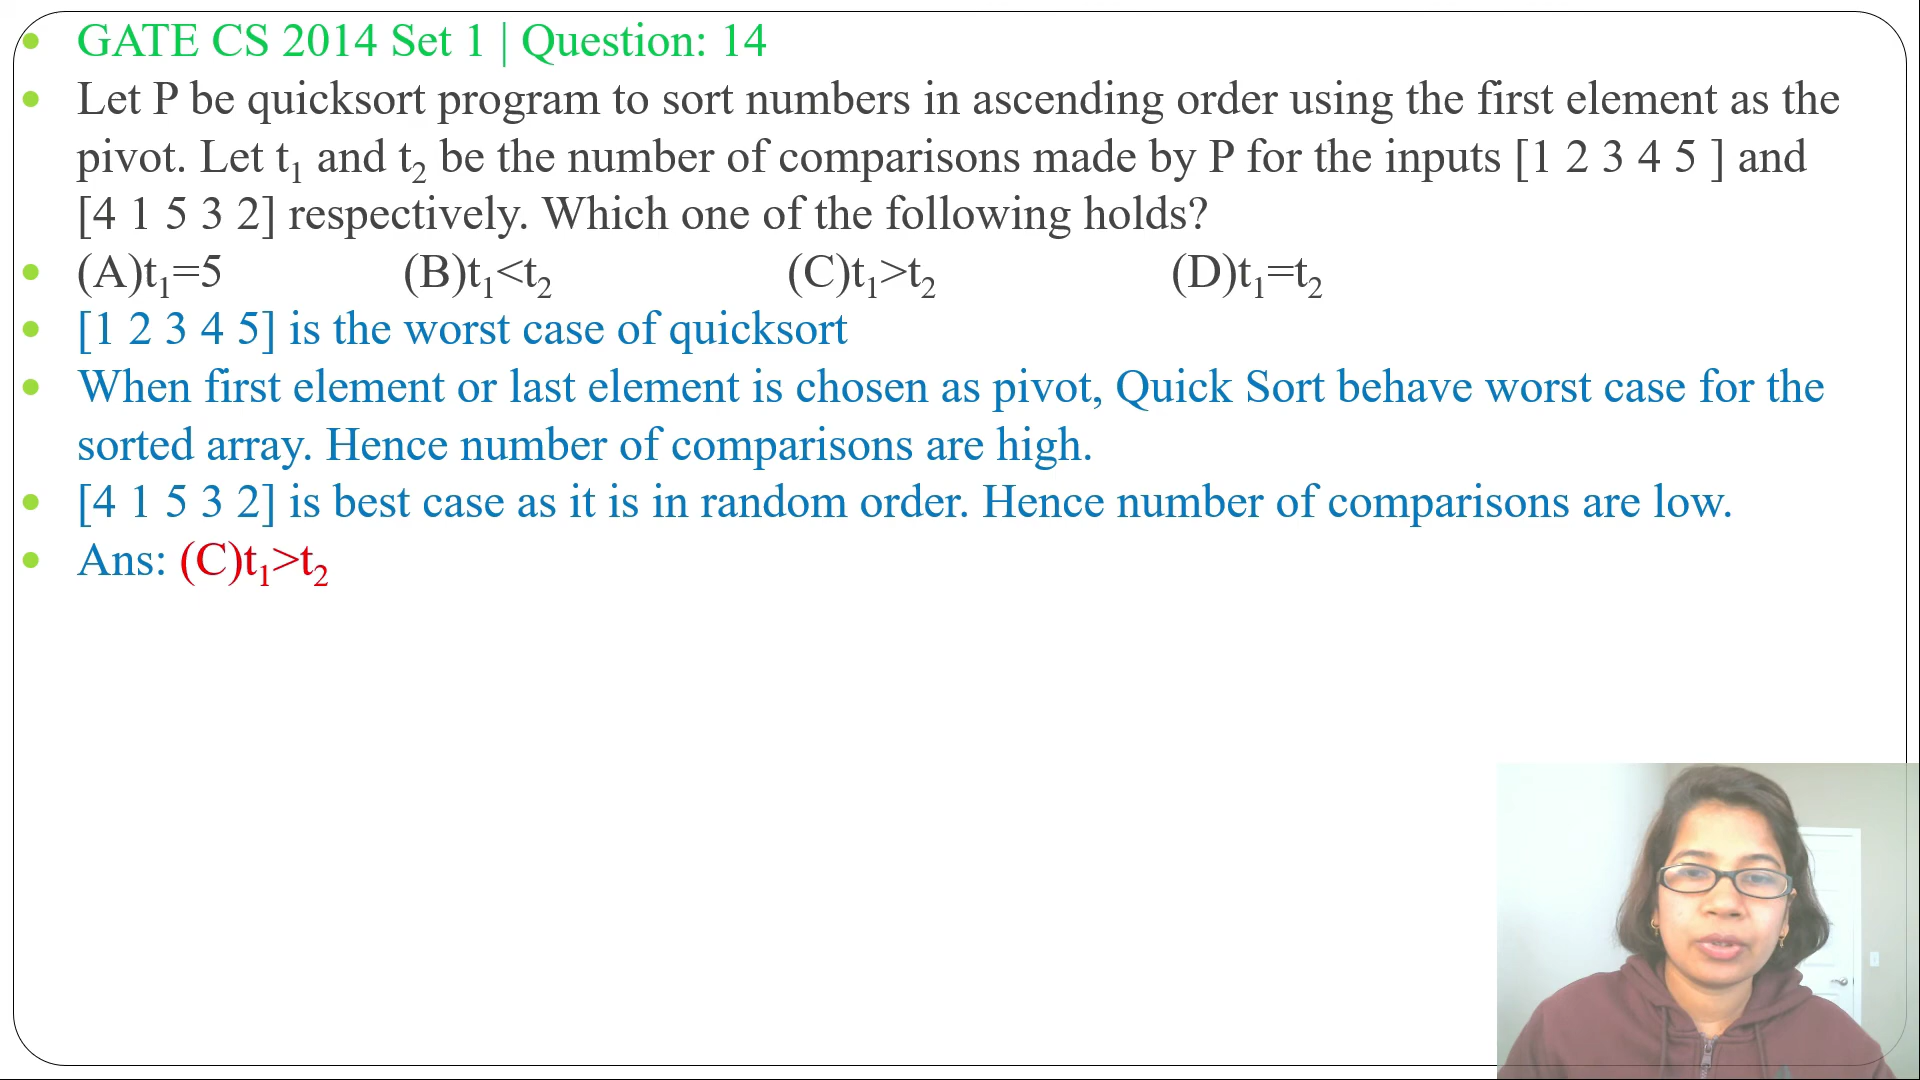 GATE CS 2014 Set 1 | Question: 14
Let P be quicksort program to sort numbers in ascending order using the first element as the
pivot. Let t₁ and t₂ be the number of comparisons made by P for the inputs [1 2 3 4 5 ] and
[4 1 5 3 2] respectively. Which one of the following holds?
(A)t₁=5 (B)t₁<t₂ (C)t₁>t₂ (D)t₁=t₂
[1 2 3 4 5] is the worst case of quicksort
When first element or last element is chosen as pivot, Quick Sort behave worst case for the
sorted array. Hence number of comparisons are high.
[4 1 5 3 2] is best case as it is in random order. Hence number of comparisons are low.
Ans: (C)t₁>t₂